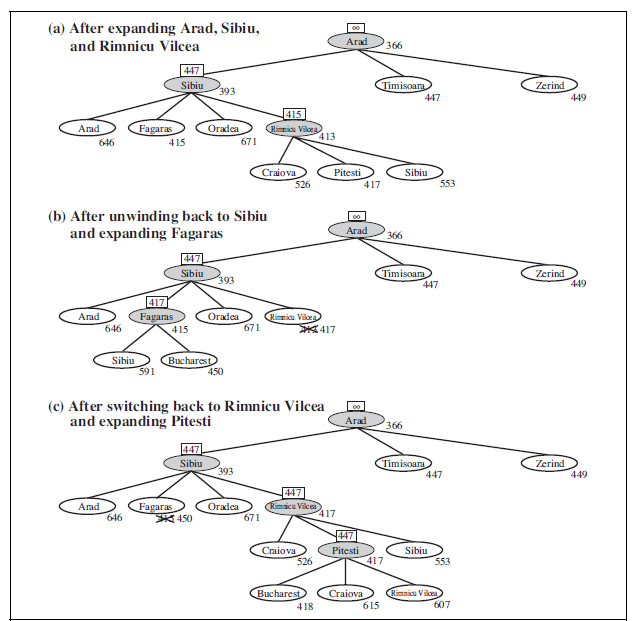 (a) After expanding Arad, Sibiu,
and Rimnicu Vilcea
∞
Arad
366
447
Sibiu
393
Timisoara
447
Zerind
449
Arad
646
Fagaras
415
Oradea
671
415
Rimnicu Vilcea
413
Craiova
526
Pitesti
417
Sibiu
553
(b) After unwinding back to Sibiu
and expanding Fagaras
∞
Arad
366
447
Sibiu
393
Timisoara
447
Zerind
449
Arad
646
417
Fagaras
415
Oradea
671
Rimnicu Vilcea
413 417
Sibiu
591
Bucharest
450
(c) After switching back to Rimnicu Vilcea
and expanding Pitesti
∞
Arad
366
447
Sibiu
393
Timisoara
447
Zerind
449
Arad
646
Fagaras
415 450
Oradea
671
447
Rimnicu Vilcea
417
Craiova
526
447
Pitesti
417
Sibiu
553
Bucharest
418
Craiova
615
Rimnicu Vilcea
607